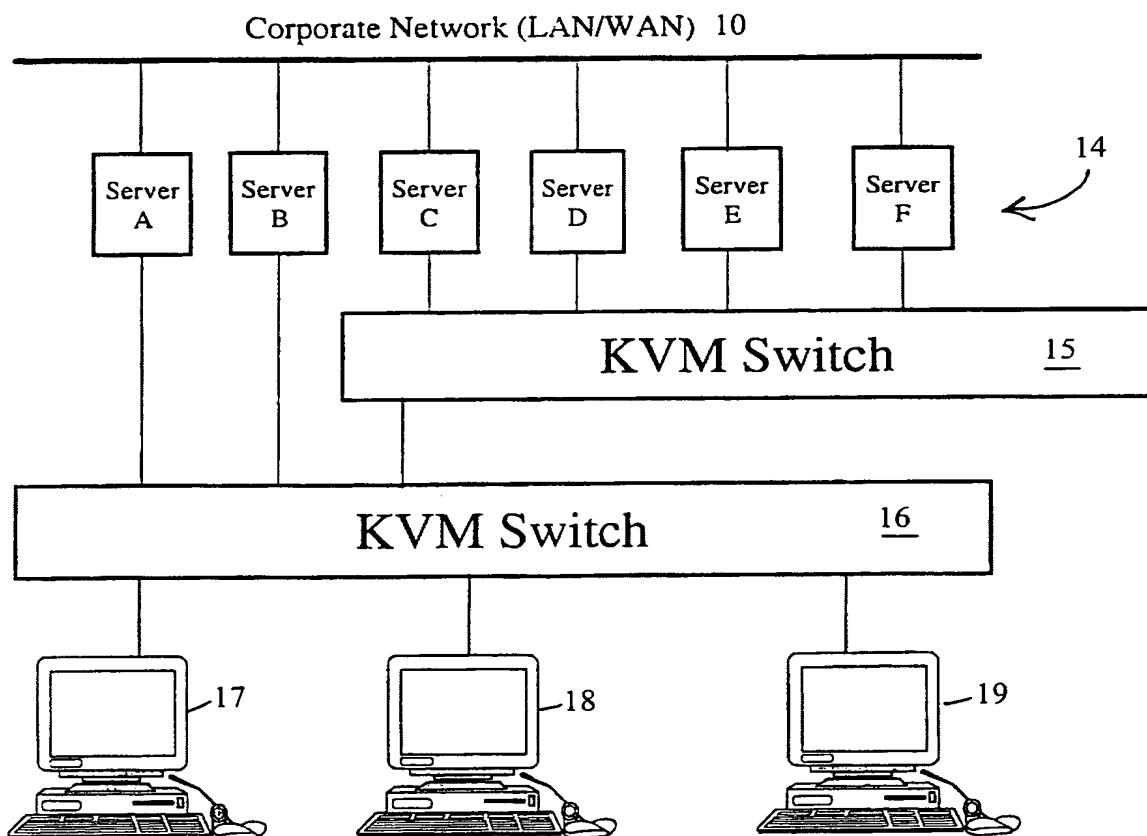 Corporate Network (LAN/WAN) 10
14
Server A
Server B
Server C
Server D
Server E
Server F
KVM Switch 15
KVM Switch 16
17
18
19